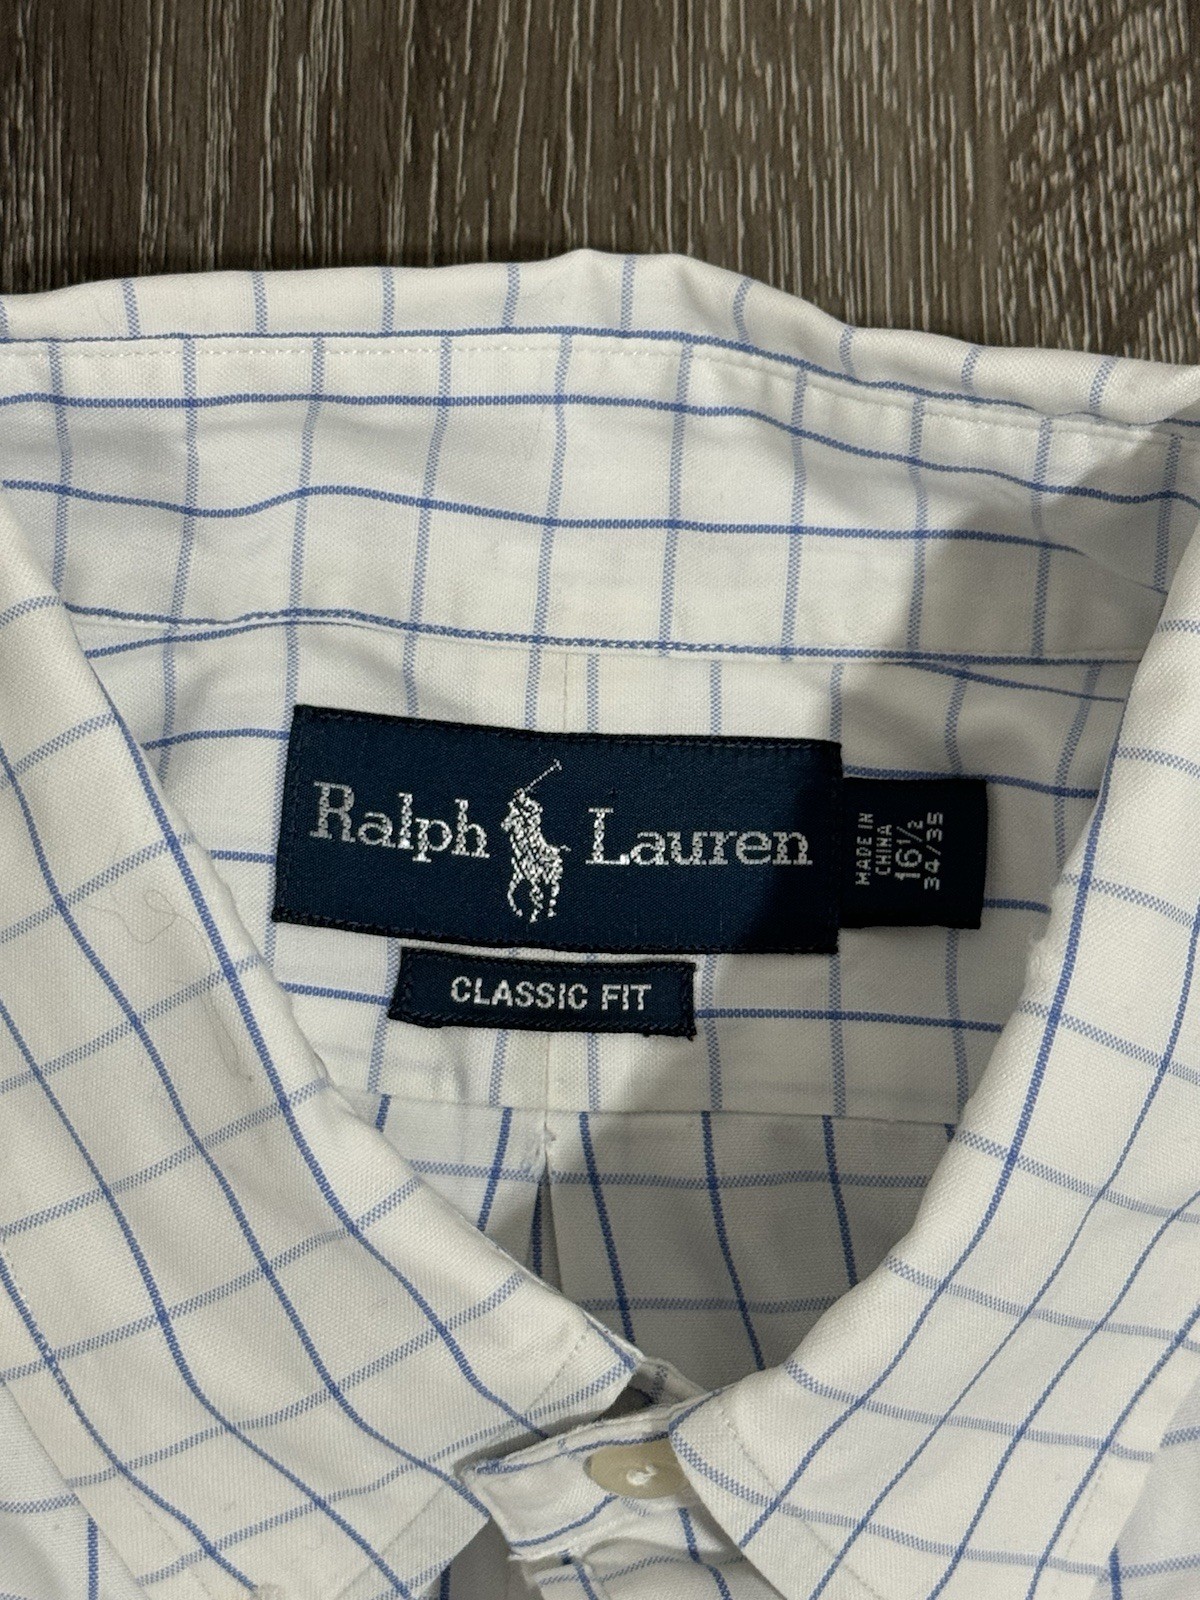 Ralph Lauren
MADE IN
CHINA
16½
34/35
CLASSIC FIT